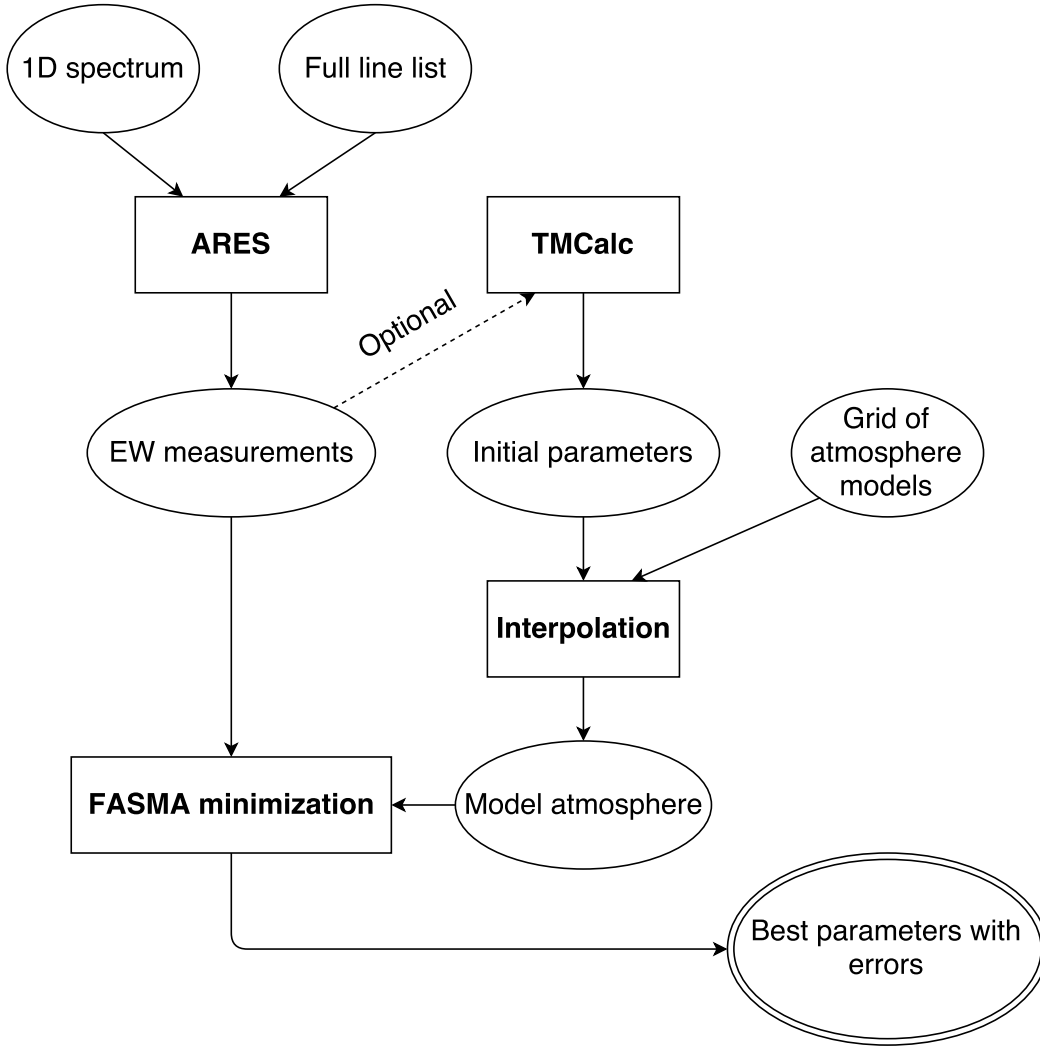 1D spectrum
Full line list
ARES
TMCalc
Optional
EW measurements
Initial parameters
Grid of
atmosphere
models
Interpolation
FASMA minimization
Model atmosphere
Best parameters with
errors